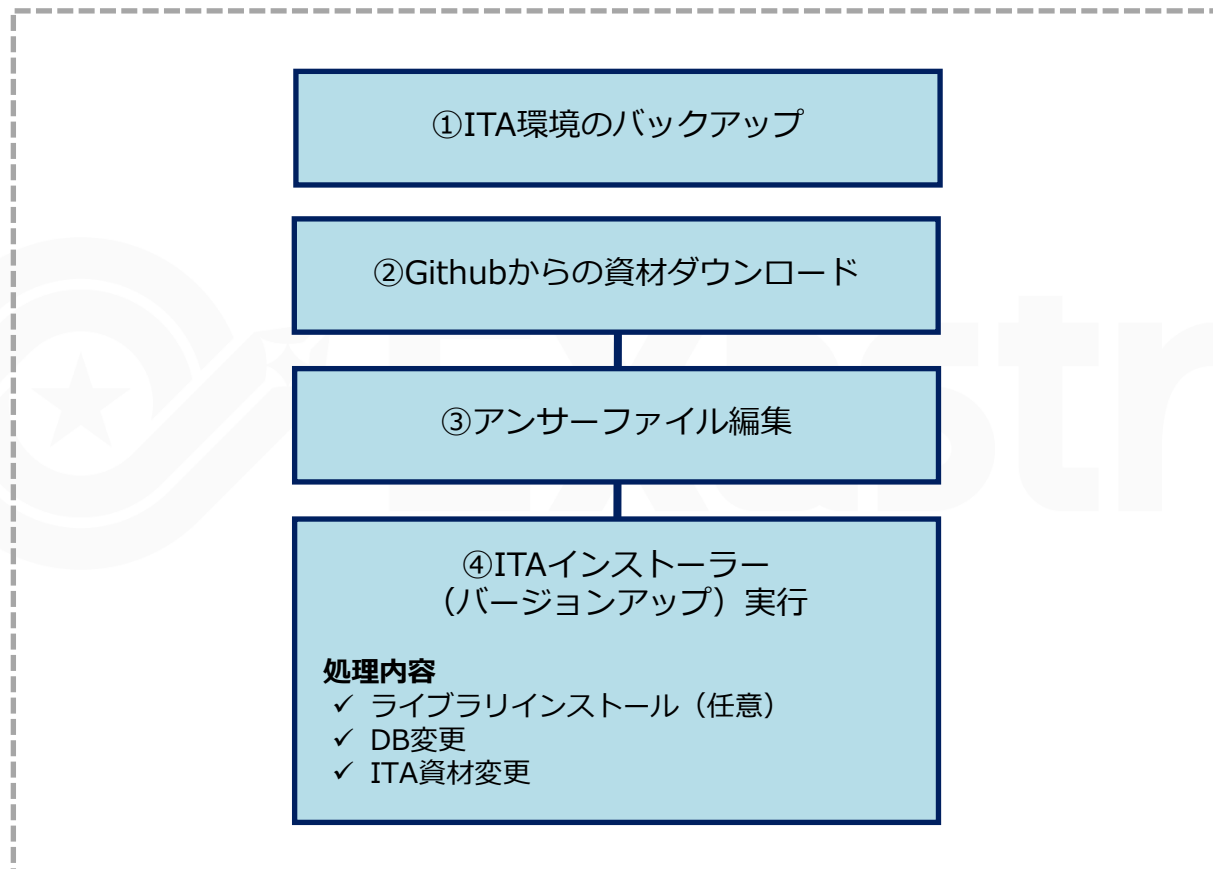 ①ITA環境のバックアップ
②Githubからの資材ダウンロード
③アンサーファイル編集
④ITAインストーラー
（バージョンアップ）実行
処理内容
✓ ライブラリインストール（任意）
✓ DB変更
✓ ITA資材変更
Exastr